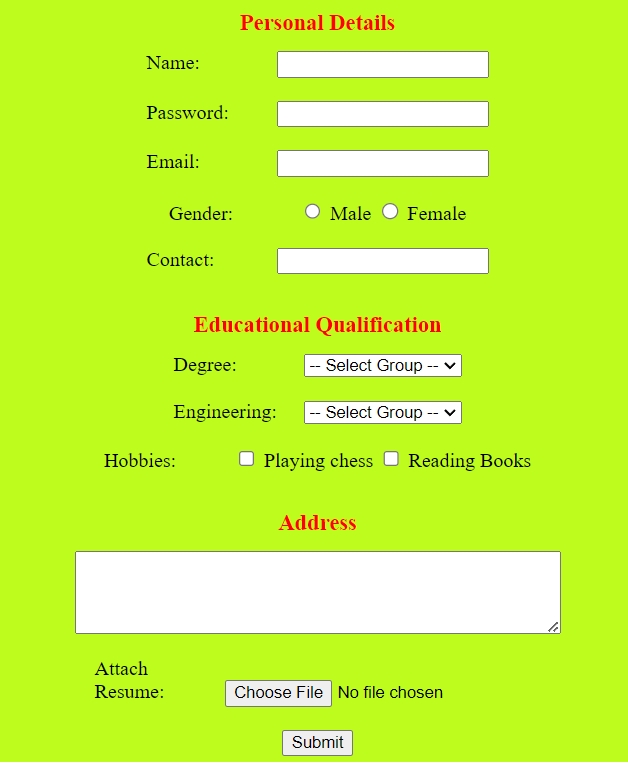 Personal Details
Name:
Password:
Email:
Gender: Male Female
Contact:
Educational Qualification
Degree: -- Select Group --
Engineering: -- Select Group --
Hobbies: Playing chess Reading Books
Address
Attach
Resume: Choose File No file chosen
Submit